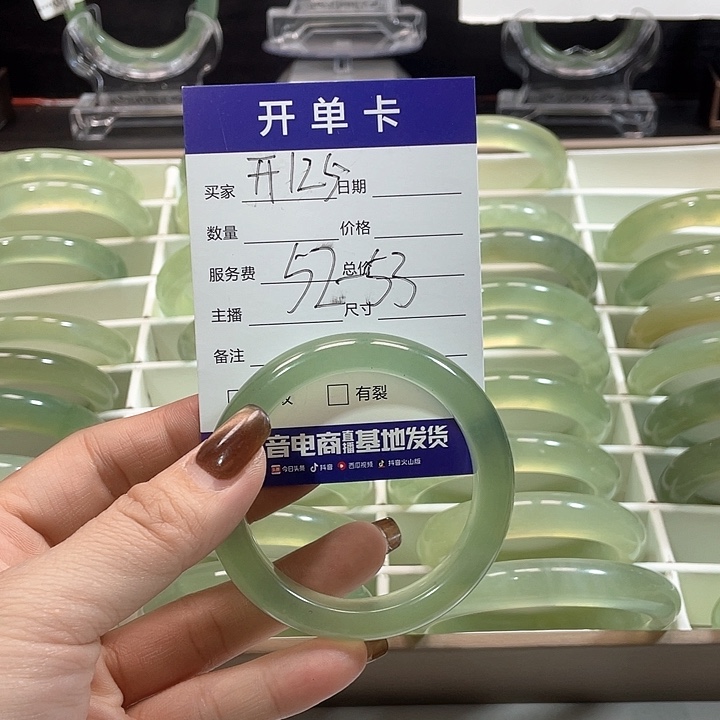 开单卡
买家 开125 日期
数量 价格
服务费 52-53 总价
主播 尺寸
备注
有裂
音电商直播基地发货
今日头条 抖音 西瓜视频 抖音火山版